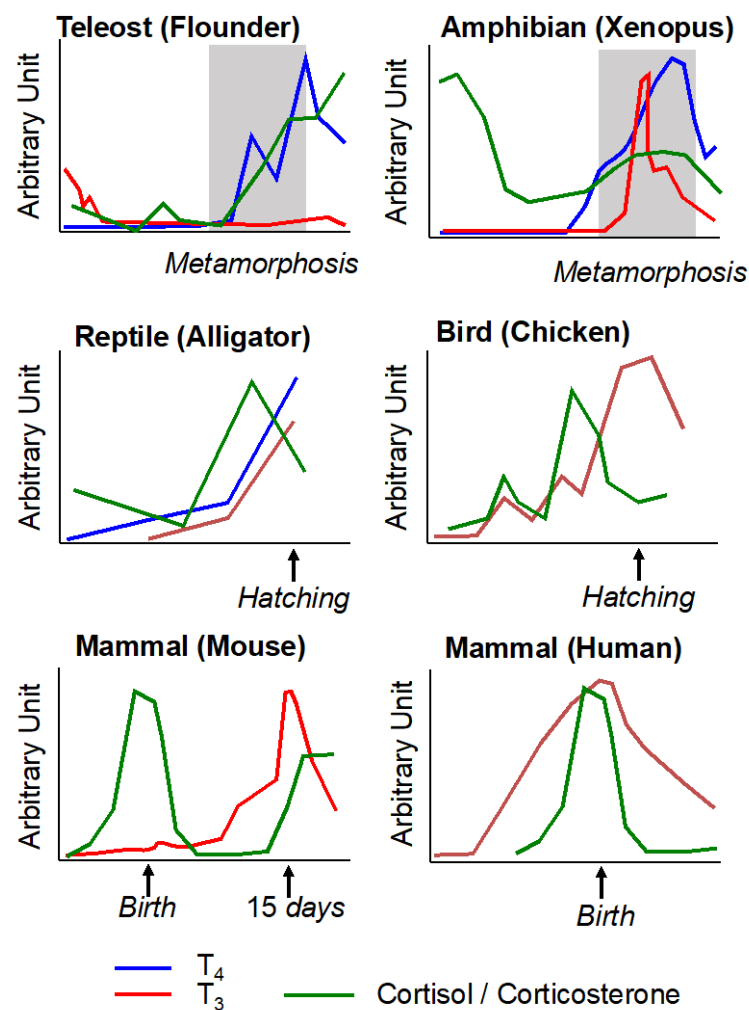 Teleost (Flounder)
Arbitrary Unit
Metamorphosis
Amphibian (Xenopus)
Arbitrary Unit
Metamorphosis
Reptile (Alligator)
Arbitrary Unit
Hatching
Bird (Chicken)
Arbitrary Unit
Hatching
Mammal (Mouse)
Arbitrary Unit
Birth
15 days
Mammal (Human)
Arbitrary Unit
Birth
T₄
T₃
Cortisol / Corticosterone